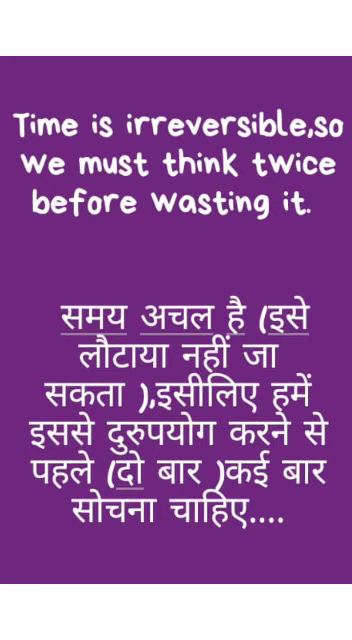 Time is irreversible,so
we must think twice
before wasting it.
समय अचल है (इसे
लौटाया नहीं जा
सकता ),इसीलिए हमें
इससे दुरुपयोग करने से
पहले (दो बार )कई बार
सोचना चाहिए....